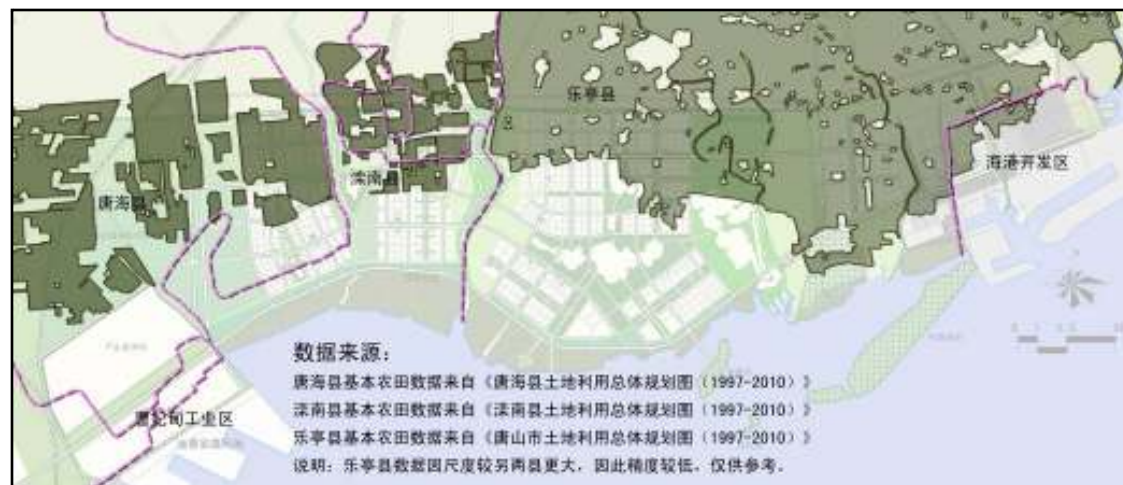 乐亭县
海港开发区
滦南县
唐海县
数据来源：
唐海县基本农田数据来自《唐海县土地利用总体规划图（1997-2010）》
滦南县基本农田数据来自《滦南县土地利用总体规划图（1997-2010）》
曹妃甸工业区
乐亭县基本农田数据来自《唐山市土地利用总体规划图（1997-2010）》
说明：乐亭县数据因尺度较另两县更大，因此精度较低，仅供参考。